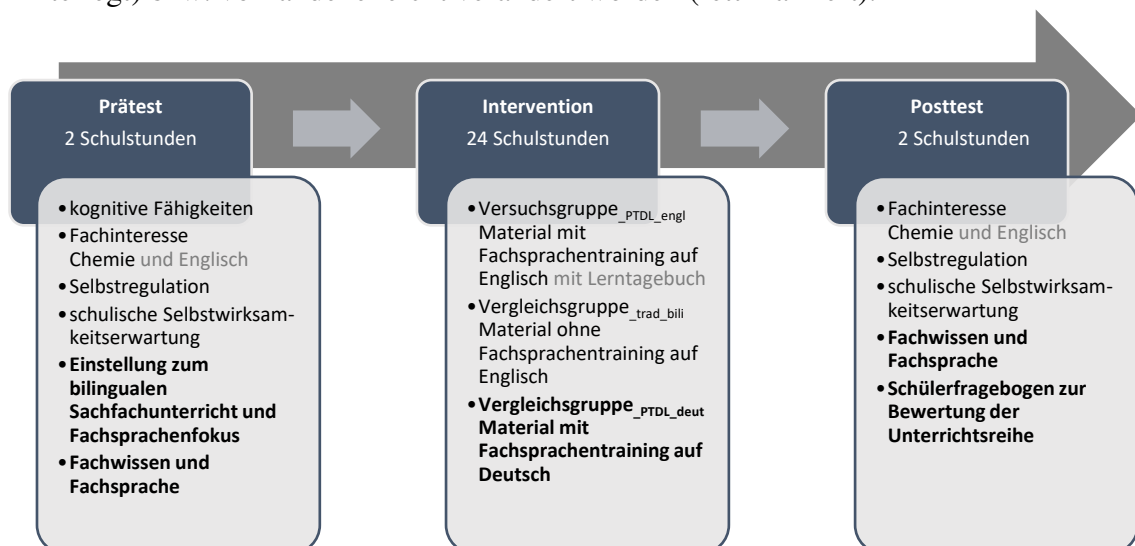 Prätest
2 Schulstunden
•kognitive Fähigkeiten
•Fachinteresse
Chemie und Englisch
•Selbstregulation
•schulische Selbstwirksam-
keitserwartung
•Einstellung zum
bilingualen
Sachfachunterricht und
Fachsprachenfokus
•Fachwissen und
Fachsprache
Intervention
24 Schulstunden
•Versuchsgruppe_PTDL_engl
Material mit
Fachsprachentraining auf
Englisch mit Lerntagebuch
•Vergleichsgruppe_trad_bili
Material ohne
Fachsprachentraining auf
Englisch
•Vergleichsgruppe_PTDL_deut
Material mit
Fachsprachentraining auf
Deutsch
Posttest
2 Schulstunden
•Fachinteresse
Chemie und Englisch
•Selbstregulation
•schulische Selbstwirksam-
keitserwartung
•Fachwissen und
Fachsprache
•Schülerfragebogen zur
Bewertung der
Unterrichtsreihe